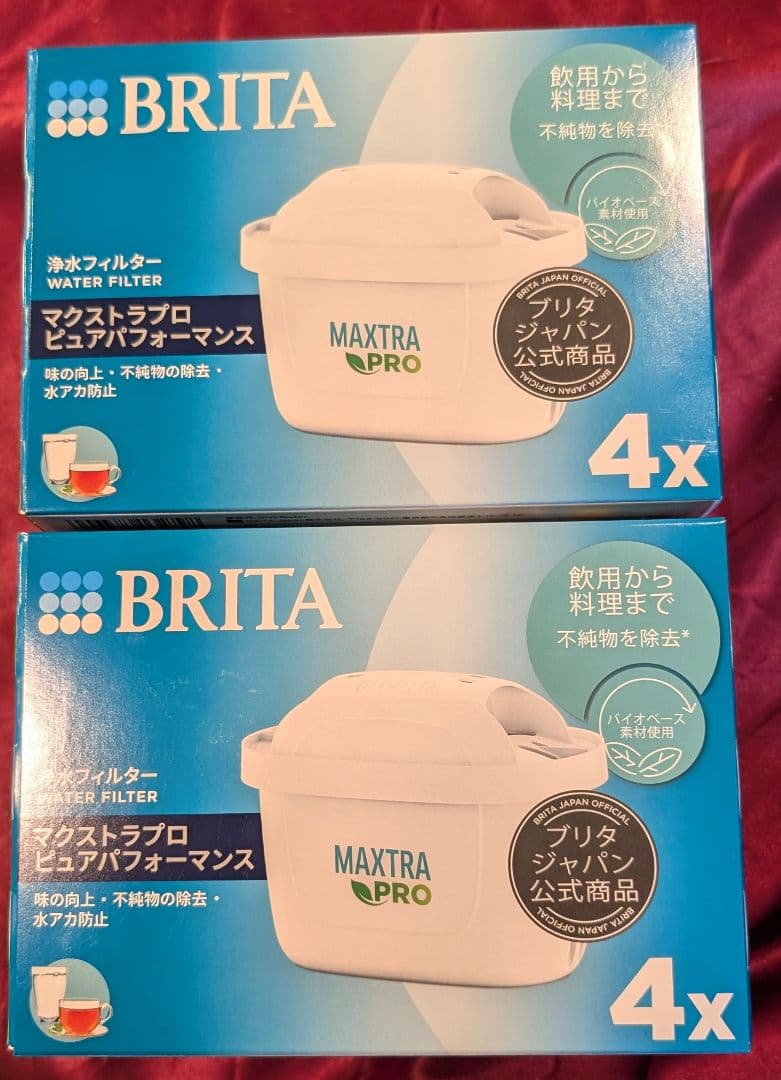 BRITA
飲用から
料理まで
不純物を除去
バイオベース
素材使用
浄水フィルター
WATER FILTER
マクストラプロ
ピュアパフォーマンス
味の向上・不純物の除去・
水アカ防止
MAXTRA
PRO
BRITA JAPAN OFFICIAL
ブリタ
ジャパン
公式商品
BRITA JAPAN OFFICIAL
4x
BRITA
飲用から
料理まで
不純物を除去*
バイオベース
素材使用
浄水フィルター
WATER FILTER
マクストラプロ
ピュアパフォーマンス
味の向上・不純物の除去・
水アカ防止
MAXTRA
PRO
BRITA JAPAN OFFICIAL
ブリタ
ジャパン
公式商品
BRITA JAPAN OFFICIAL
4x